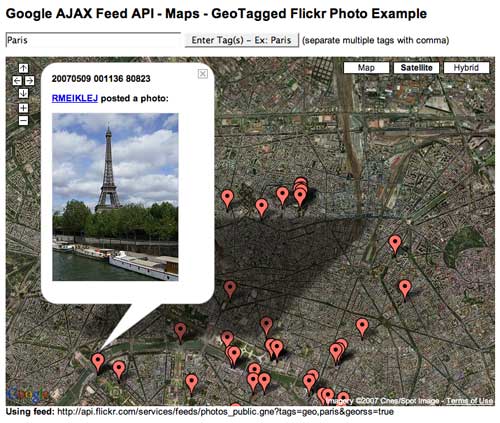 Google AJAX Feed API - Maps - GeoTagged Flickr Photo Example
Paris
Enter Tag(s) - Ex: Paris
(separate multiple tags with comma)
Map
Satellite
Hybrid
20070509 001136 80823
RMEIKLEJ posted a photo:
Google
Imagery ©2007 Cnes/Spot Image - Terms of Use
Using feed: http://api.flickr.com/services/feeds/photos_public.gne?tags=geo,paris&georss=true